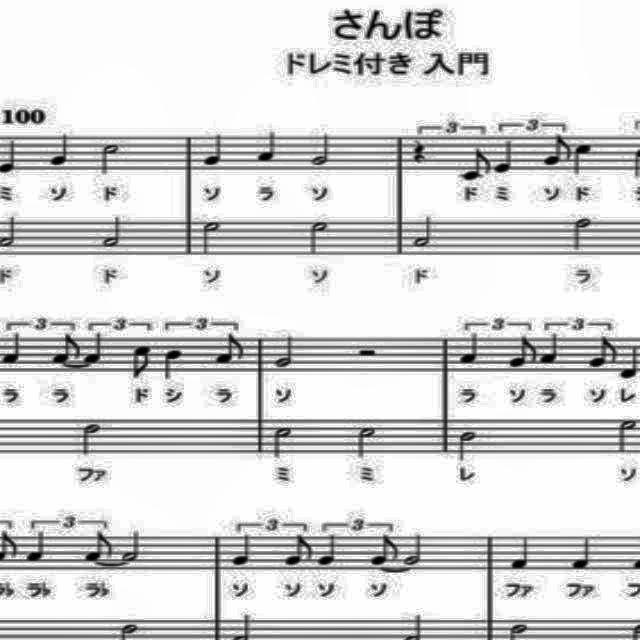 さんぽ
ドレミ付き 入門
100
3 3
ミ ソ ド ソ ラ ソ ド ミ ソ ド
ド ド ソ ソ ド ラ
3 3 3 3 3
ラ ラ ド シ ラ ソ ラ ソ ラ ソ レ
ファ ミ ミ レ ソ
3 3 3
ラ♭ ラ♭ ソ ソ ソ ソ ファ ファ